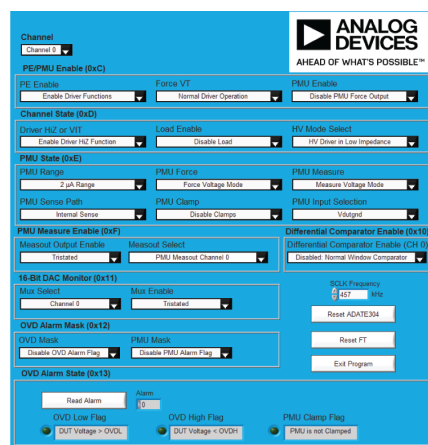 ANALOG
DEVICES
AHEAD OF WHAT'S POSSIBLE™
Channel
Channel 0
PE/PMU Enable (0xC)
PE Enable
Force VT
PMU Enable
Enable Driver Functions
Normal Driver Operation
Disable PMU Force Output
Channel State (0xD)
Driver HiZ or VIT
Load Enable
HV Mode Select
Enable Driver HiZ Function
Disable Load
HV Driver in Low Impedance
PMU State (0xE)
PMU Range
PMU Force
PMU Measure
2 µA Range
Force Voltage Mode
Measure Voltage Mode
PMU Sense Path
PMU Clamp
PMU Input Selection
Internal Sense
Disable Clamps
Vdutgnd
PMU Measure Enable (0xF)
Differential Comparator Enable (0x10)
Measout Output Enable
Measout Select
Differential Comparator Enable (CH 0)
Tristated
PMU Measout Channel 0
Disabled: Normal Window Comparator
16-Bit DAC Monitor (0x11)
Mux Select
Mux Enable
Channel 0
Tristated
SCLK Frequency
457 kHz
Reset ADATE304
OVD Alarm Mask (0x12)
OVD Mask
PMU Mask
Disable OVD Alarm Flag
Disable PMU Alarm Flag
Reset FT
Exit Program
OVD Alarm State (0x13)
Read Alarm
Alarm
0
OVD Low Flag
OVD High Flag
PMU Clamp Flag
DUT Voltage > OVDL
DUT Voltage < OVDH
PMU is not Clamped